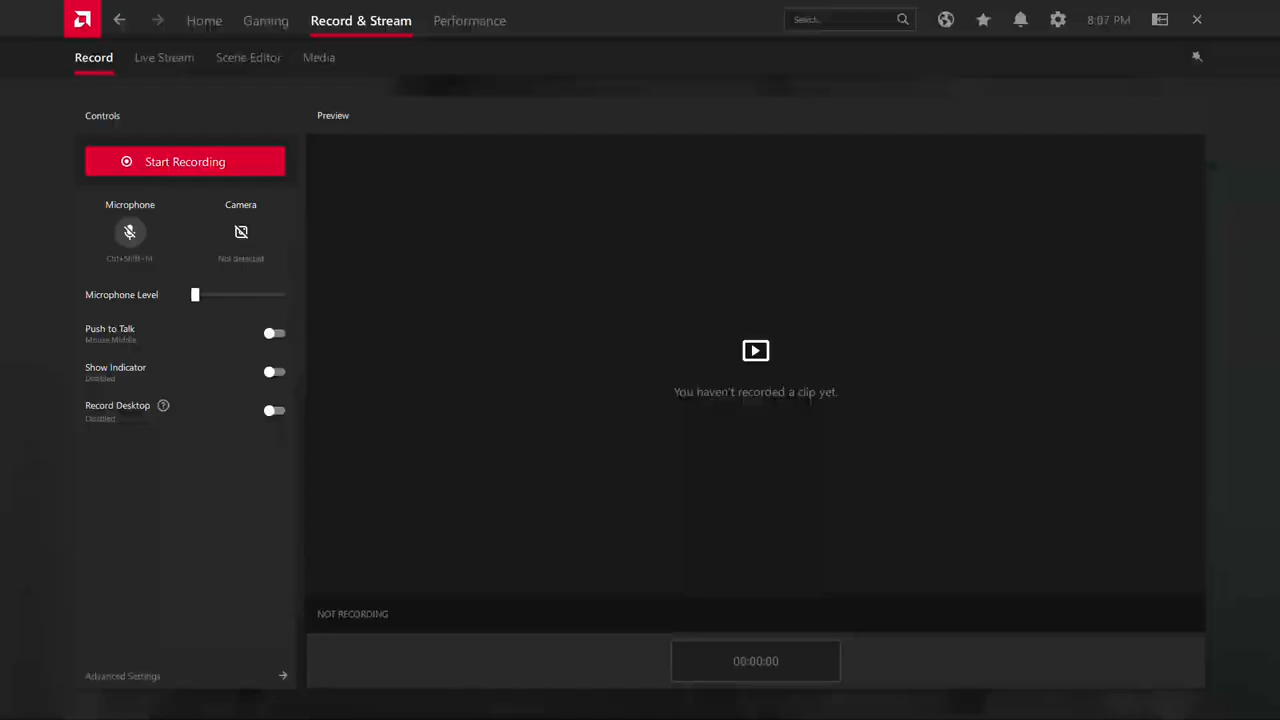 Home Gaming Record & Stream Performance Search... 8:07 PM
Record Live Stream Scene Editor Media
Controls
Preview
Start Recording
Microphone Camera
Ctrl+Shift+M Not detected
Microphone Level
Push to Talk
Mouse Middle
Show Indicator
Disabled
Record Desktop ?
Disabled
You haven't recorded a clip yet.
NOT RECORDING
00:00:00
Advanced Settings